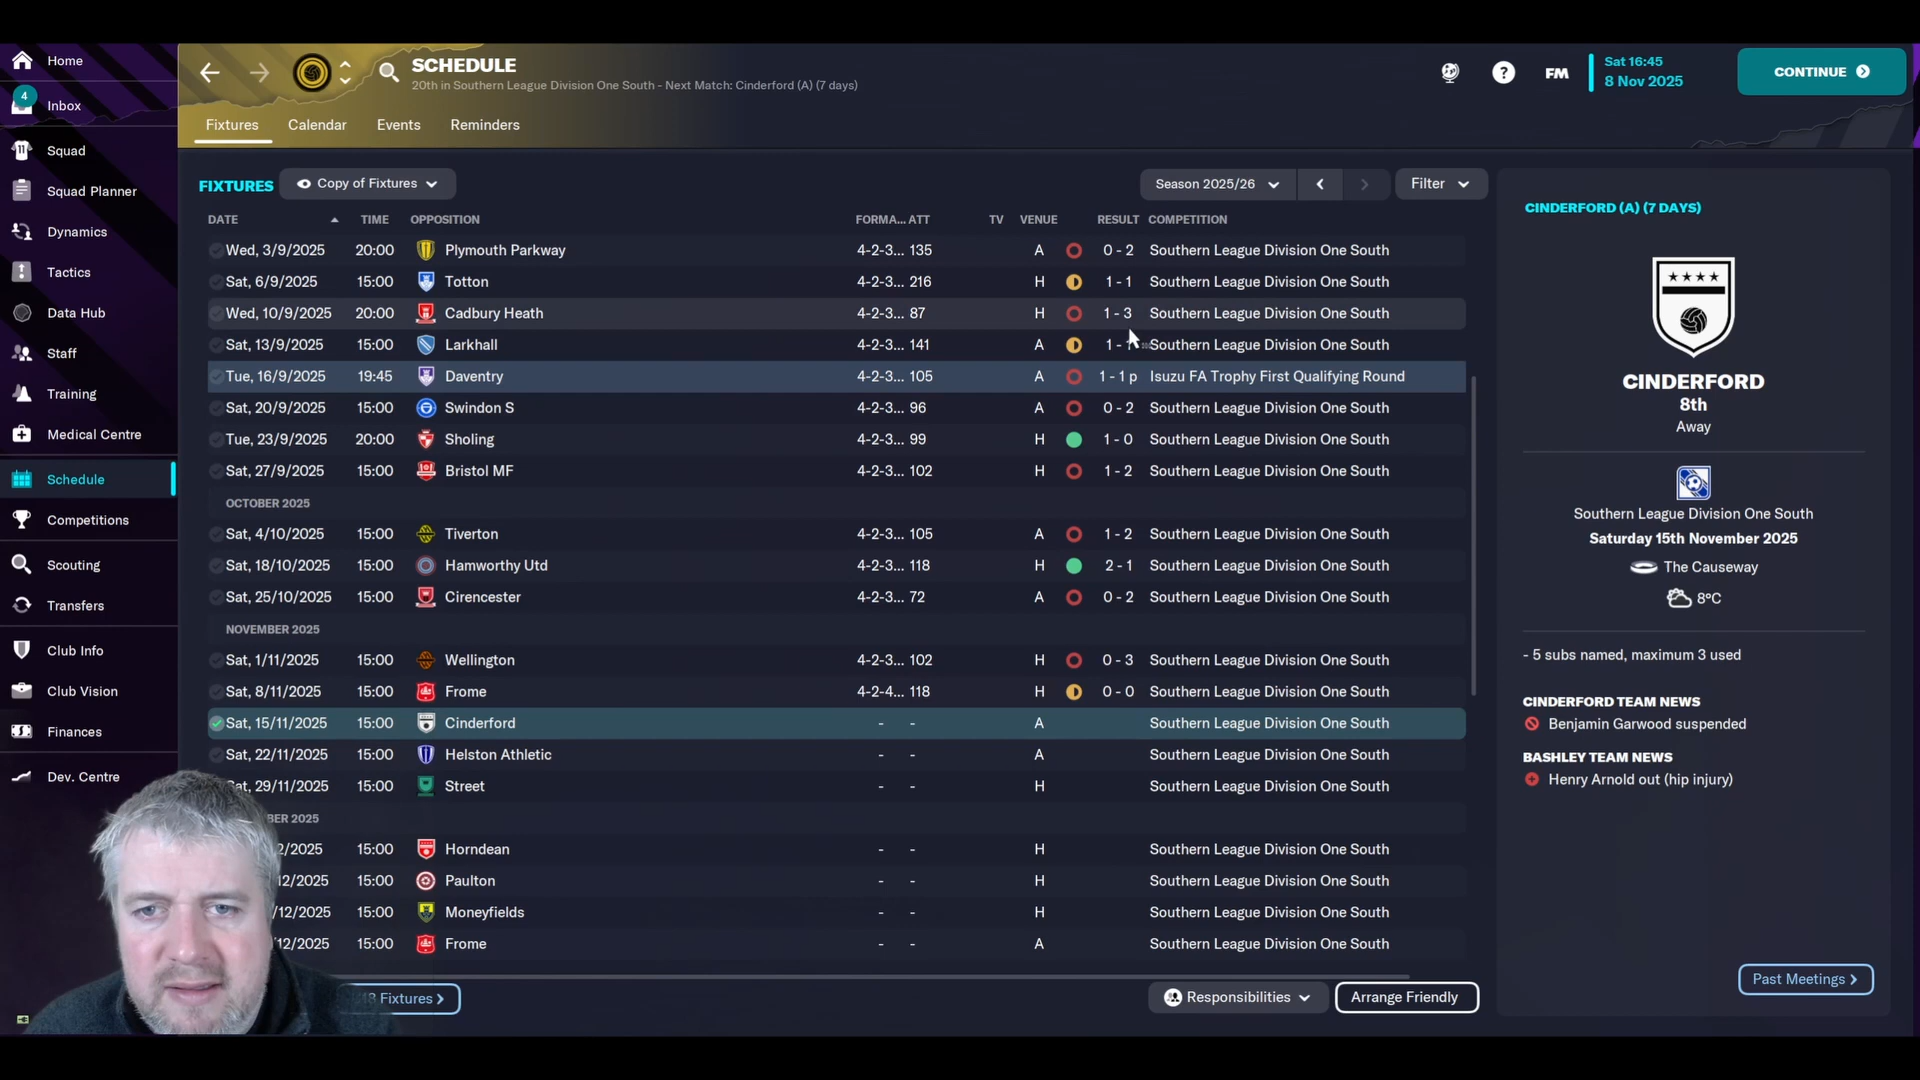 Home
4
Inbox
Squad
Squad Planner
Dynamics
Tactics
Data Hub
Staff
Training
Medical Centre
Schedule
Competitions
Scouting
Transfers
Club Info
Club Vision
Finances
Dev. Centre
SCHEDULE
20th in Southern League Division One South - Next Match: Cinderford (A) (7 days)
FM
Sat 16:45
8 Nov 2025
CONTINUE
Fixtures Calendar Events Reminders
FIXTURES Copy of Fixtures Season 2025/26 Filter
DATE TIME OPPOSITION FORMA... ATT TV VENUE RESULT COMPETITION
Wed, 3/9/2025 20:00 Plymouth Parkway 4-2-3... 135 A 0 - 2 Southern League Division One South
Sat, 6/9/2025 15:00 Totton 4-2-3... 216 H 1 - 1 Southern League Division One South
Wed, 10/9/2025 20:00 Cadbury Heath 4-2-3... 87 H 1 - 3 Southern League Division One South
Sat, 13/9/2025 15:00 Larkhall 4-2-3... 141 A 1 - 1 Southern League Division One South
Tue, 16/9/2025 19:45 Daventry 4-2-3... 105 A 1 - 1 p Isuzu FA Trophy First Qualifying Round
Sat, 20/9/2025 15:00 Swindon S 4-2-3... 96 A 0 - 2 Southern League Division One South
Tue, 23/9/2025 20:00 Sholing 4-2-3... 99 H 1 - 0 Southern League Division One South
Sat, 27/9/2025 15:00 Bristol MF 4-2-3... 102 H 1 - 2 Southern League Division One South
OCTOBER 2025
Sat, 4/10/2025 15:00 Tiverton 4-2-3... 105 A 1 - 2 Southern League Division One South
Sat, 18/10/2025 15:00 Hamworthy Utd 4-2-3... 118 H 2 - 1 Southern League Division One South
Sat, 25/10/2025 15:00 Cirencester 4-2-3... 72 A 0 - 2 Southern League Division One South
NOVEMBER 2025
Sat, 1/11/2025 15:00 Wellington 4-2-3... 102 H 0 - 3 Southern League Division One South
Sat, 8/11/2025 15:00 Frome 4-2-4... 118 H 0 - 0 Southern League Division One South
Sat, 15/11/2025 15:00 Cinderford - - A Southern League Division One South
Sat, 22/11/2025 15:00 Helston Athletic - - A Southern League Division One South
at, 29/11/2025 15:00 Street - - H Southern League Division One South
BER 2025
2/2025 15:00 Horndean - - H Southern League Division One South
12/2025 15:00 Paulton - - H Southern League Division One South
/12/2025 15:00 Moneyfields - - H Southern League Division One South
12/2025 15:00 Frome - - A Southern League Division One South
Fixtures Responsibilities Arrange Friendly
CINDERFORD (A) (7 DAYS)
CINDERFORD
8th
Away
Southern League Division One South
Saturday 15th November 2025
The Causeway
8°C
- 5 subs named, maximum 3 used
CINDERFORD TEAM NEWS
Benjamin Garwood suspended
BASHLEY TEAM NEWS
Henry Arnold out (hip injury)
Past Meetings